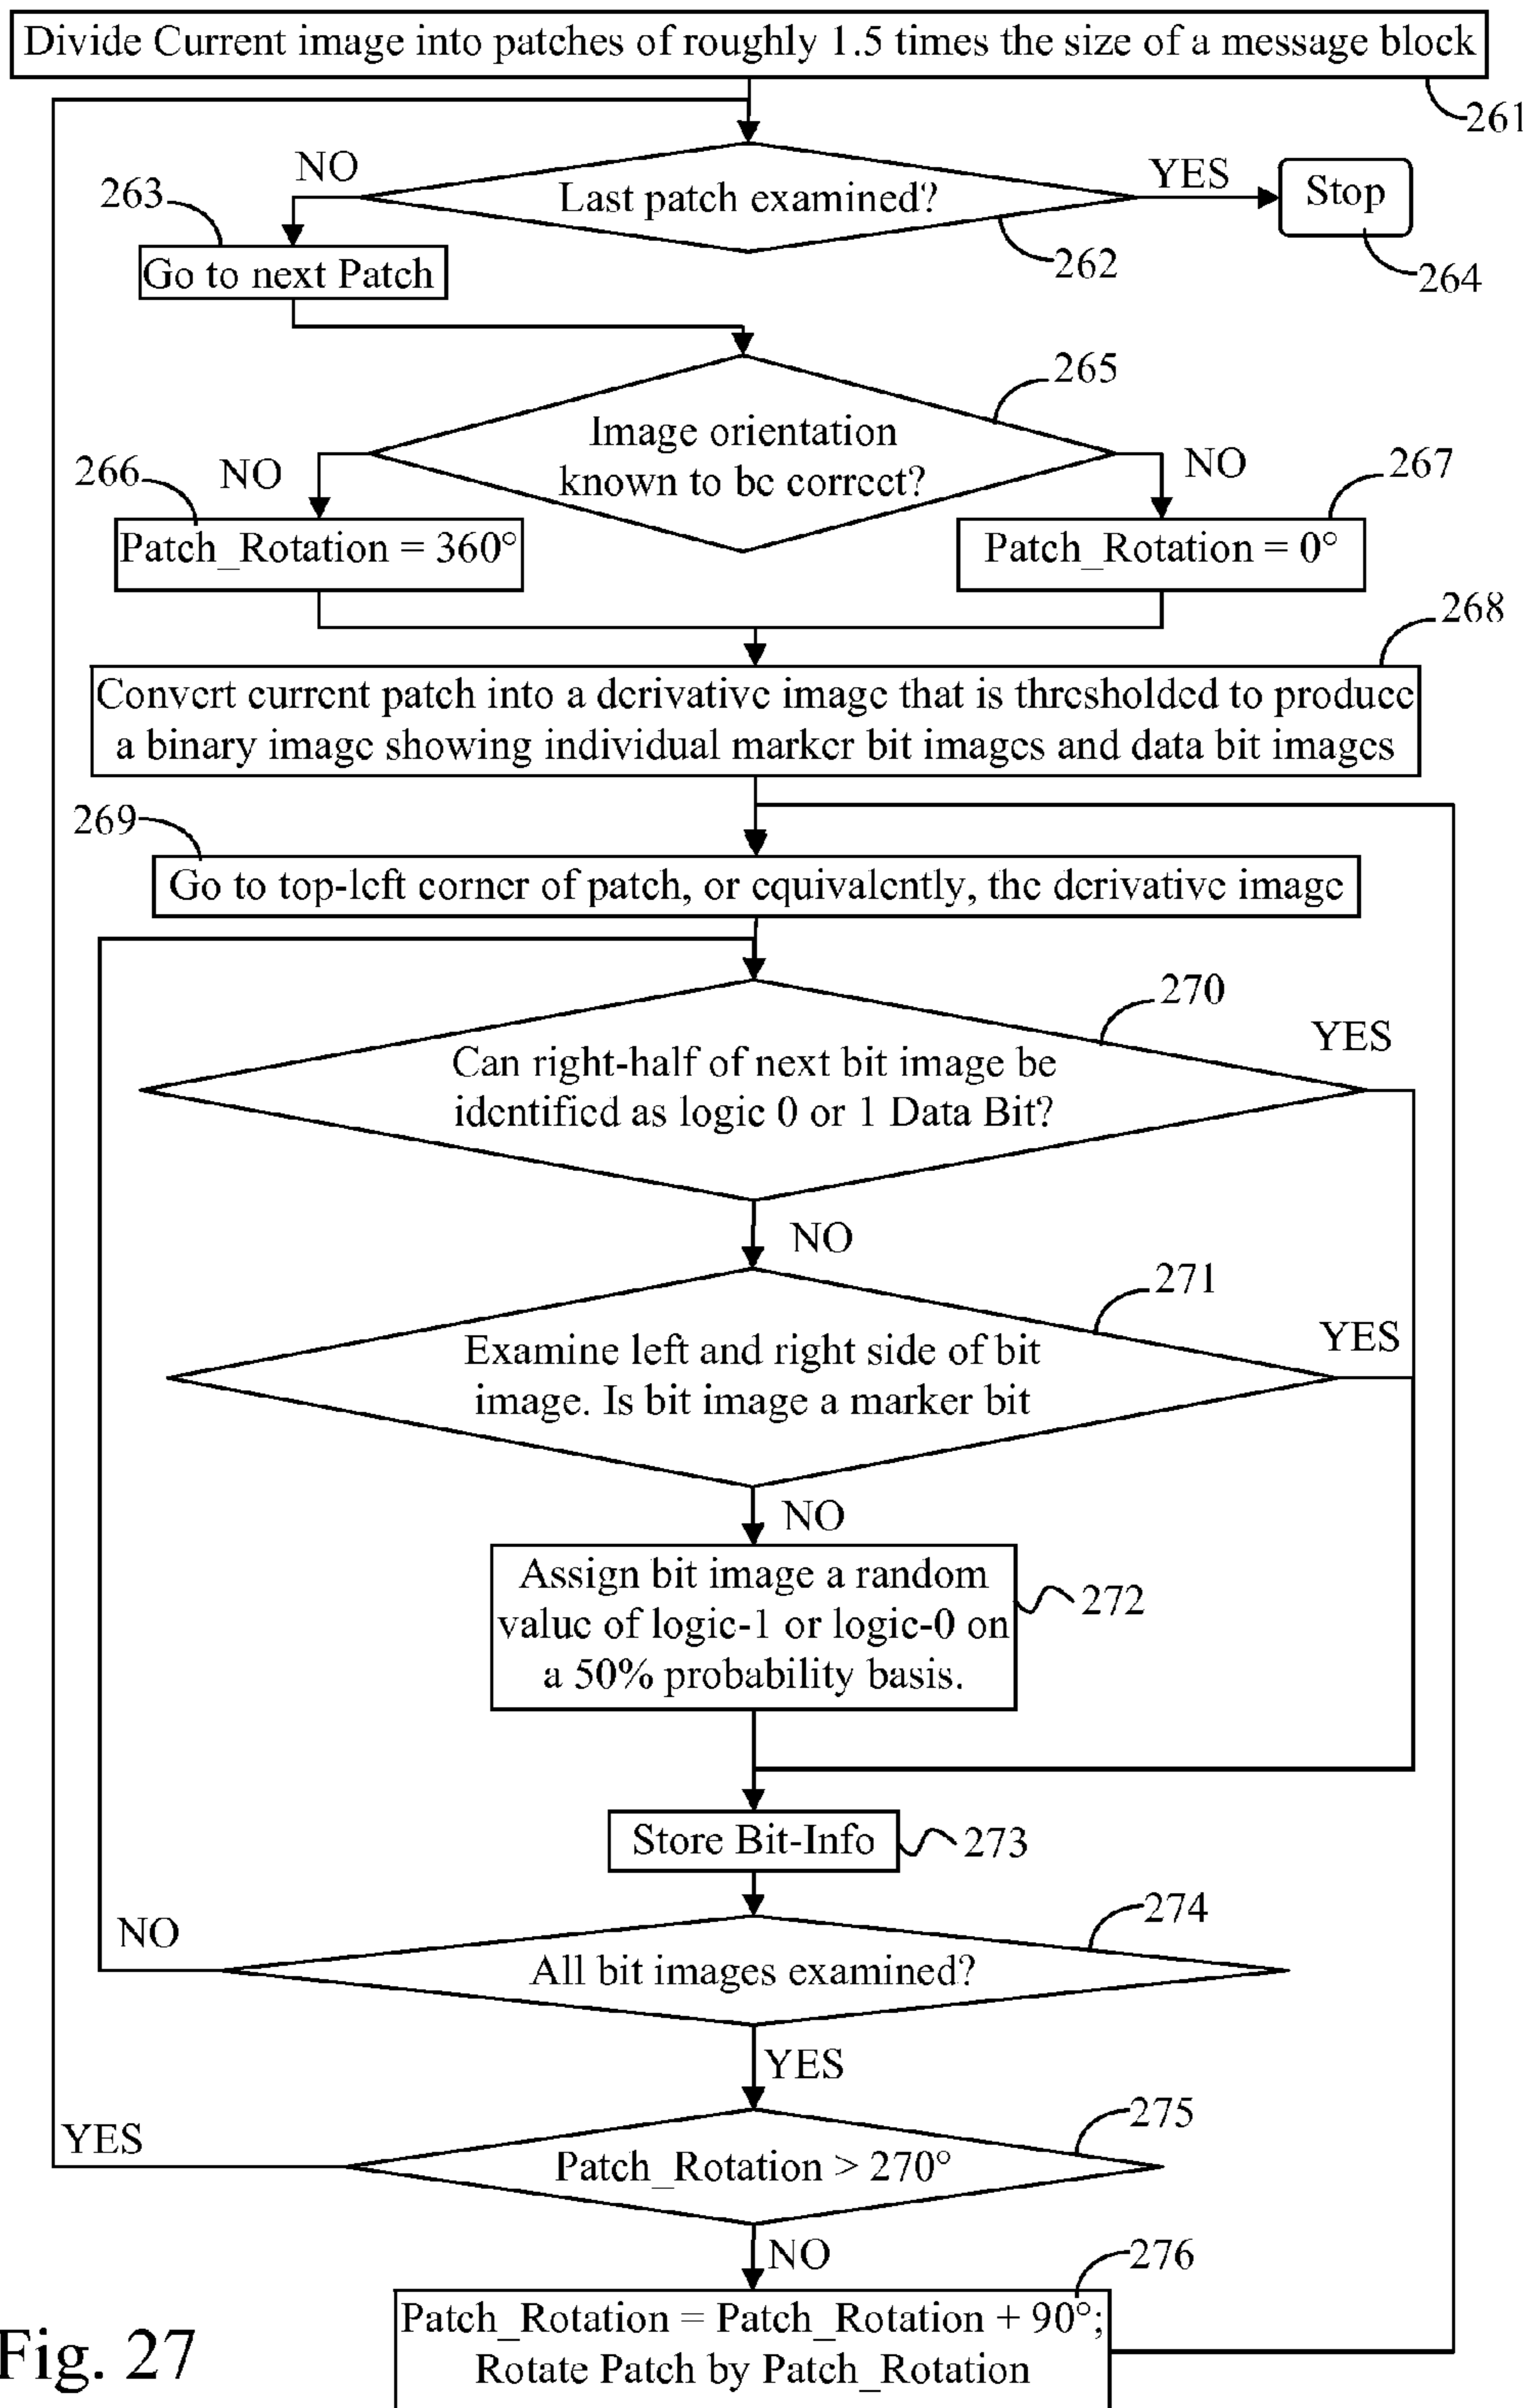 Divide Current image into patches of roughly 1.5 times the size of a message block
261
NO
YES
263
Last patch examined?
Stop
Go to next Patch
262
264
265
Image orientation
known to be correct?
266
NO
NO
267
Patch_Rotation = 360°
Patch_Rotation = 0°
268
Convert current patch into a derivative image that is thresholded to produce
a binary image showing individual marker bit images and data bit images
269
Go to top-left corner of patch, or equivalently, the derivative image
270
YES
Can right-half of next bit image be
identified as logic 0 or 1 Data Bit?
NO
271
YES
Examine left and right side of bit
image. Is bit image a marker bit
NO
Assign bit image a random
value of logic-1 or logic-0 on
a 50% probability basis.
272
Store Bit-Info
273
274
NO
All bit images examined?
YES
275
YES
Patch_Rotation > 270°
NO
276
Patch_Rotation = Patch_Rotation + 90°;
Rotate Patch by Patch_Rotation
Fig. 27